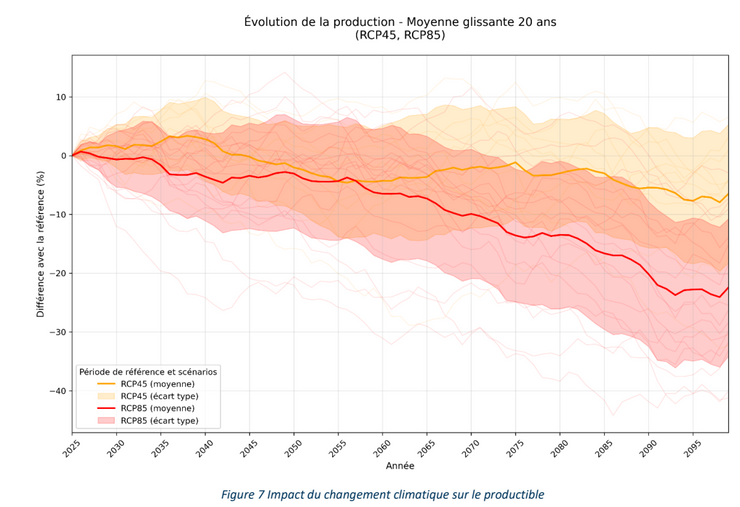 Évolution de la production - Moyenne glissante 20 ans
(RCP45, RCP85)
Différence avec la référence (%)
10
0
−10
−20
−30
−40
Période de référence et scénarios
RCP45 (moyenne)
RCP45 (écart type)
RCP85 (moyenne)
RCP85 (écart type)
2025
2030
2035
2040
2045
2050
2055
2060
2065
2070
2075
2080
2085
2090
2095
Année
Figure 7 Impact du changement climatique sur le productible